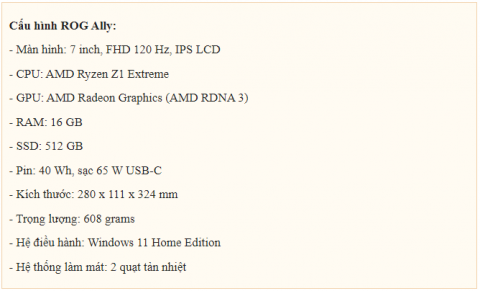 Cấu hình ROG Ally:
- Màn hình: 7 inch, FHD 120 Hz, IPS LCD
- CPU: AMD Ryzen Z1 Extreme
- GPU: AMD Radeon Graphics (AMD RDNA 3)
- RAM: 16 GB
- SSD: 512 GB
- Pin: 40 Wh, sạc 65 W USB-C
- Kích thước: 280 x 111 x 324 mm
- Trọng lượng: 608 grams
- Hệ điều hành: Windows 11 Home Edition
- Hệ thống làm mát: 2 quạt tản nhiệt